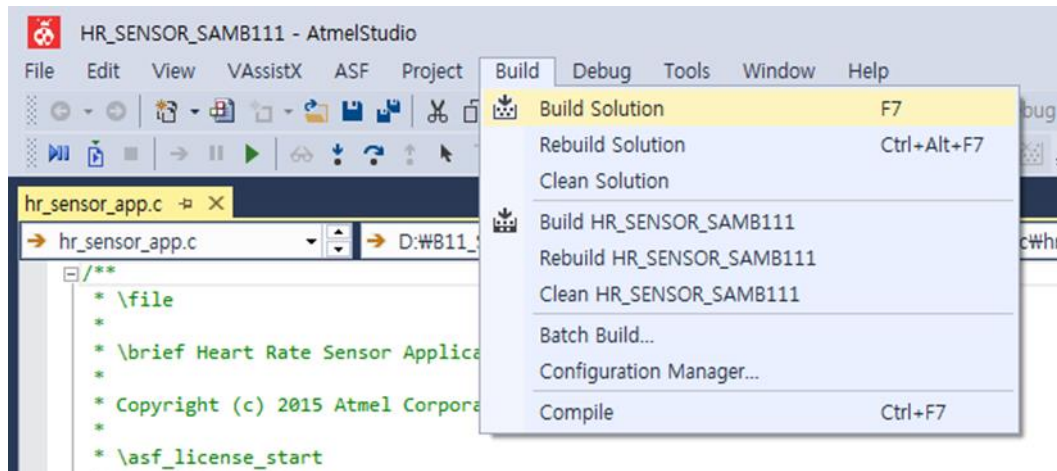 HR_SENSOR_SAMB111 - AtmelStudio
File Edit View VAssistX ASF Project Build Debug Tools Window Help
Build Solution F7
Rebuild Solution Ctrl+Alt+F7
Clean Solution
Build HR_SENSOR_SAMB111
Rebuild HR_SENSOR_SAMB111
Clean HR_SENSOR_SAMB111
Batch Build...
Configuration Manager...
Compile Ctrl+F7
hr_sensor_app.c
hr_sensor_app.c D:₩B11_
/**
* \file
*
* \brief Heart Rate Sensor Applica
*
* Copyright (c) 2015 Atmel Corpora
*
* \asf_license_start